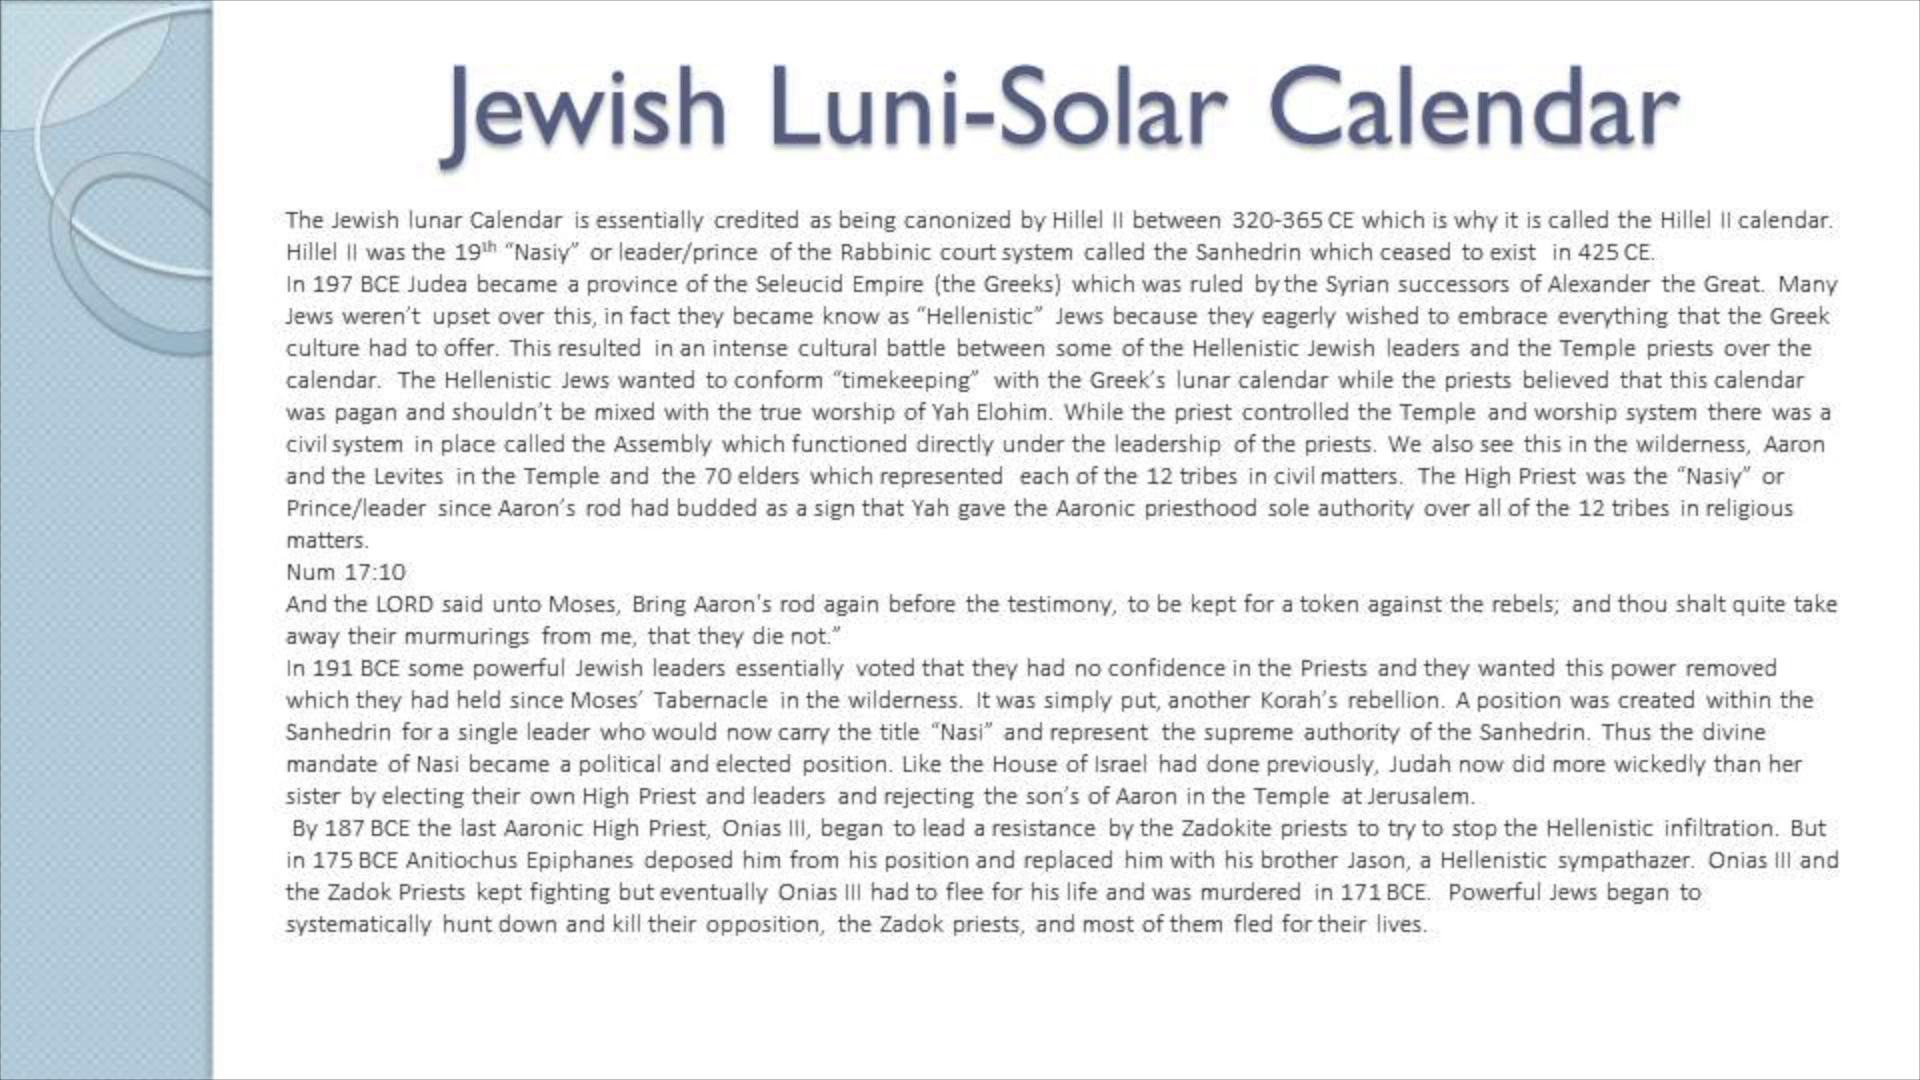 Jewish Luni-Solar Calendar
The Jewish lunar Calendar is essentially credited as being canonized by Hillel II between 320-365 CE which is why it is called the Hillel II calendar.
Hillel II was the 19th “Nasiy” or leader/prince of the Rabbinic court system called the Sanhedrin which ceased to exist in 425 CE.
In 197 BCE Judea became a province of the Seleucid Empire (the Greeks) which was ruled by the Syrian successors of Alexander the Great. Many
Jews weren’t upset over this, in fact they became know as “Hellenistic” Jews because they eagerly wished to embrace everything that the Greek
culture had to offer. This resulted in an intense cultural battle between some of the Hellenistic Jewish leaders and the Temple priests over the
calendar. The Hellenistic Jews wanted to conform “timekeeping” with the Greek’s lunar calendar while the priests believed that this calendar
was pagan and shouldn’t be mixed with the true worship of Yah Elohim. While the priest controlled the Temple and worship system there was a
civil system in place called the Assembly which functioned directly under the leadership of the priests. We also see this in the wilderness, Aaron
and the Levites in the Temple and the 70 elders which represented each of the 12 tribes in civil matters. The High Priest was the “Nasiy” or
Prince/leader since Aaron’s rod had budded as a sign that Yah gave the Aaronic priesthood sole authority over all of the 12 tribes in religious
matters.
Num 17:10
And the LORD said unto Moses, Bring Aaron's rod again before the testimony, to be kept for a token against the rebels; and thou shalt quite take
away their murmurings from me, that they die not.”
In 191 BCE some powerful Jewish leaders essentially voted that they had no confidence in the Priests and they wanted this power removed
which they had held since Moses’ Tabernacle in the wilderness. It was simply put, another Korah’s rebellion. A position was created within the
Sanhedrin for a single leader who would now carry the title “Nasi” and represent the supreme authority of the Sanhedrin. Thus the divine
mandate of Nasi became a political and elected position. Like the House of Israel had done previously, Judah now did more wickedly than her
sister by electing their own High Priest and leaders and rejecting the son’s of Aaron in the Temple at Jerusalem.
By 187 BCE the last Aaronic High Priest, Onias III, began to lead a resistance by the Zadokite priests to try to stop the Hellenistic infiltration. But
in 175 BCE Anitiochus Epiphanes deposed him from his position and replaced him with his brother Jason, a Hellenistic sympathazer. Onias III and
the Zadok Priests kept fighting but eventually Onias III had to flee for his life and was murdered in 171 BCE. Powerful Jews began to
systematically hunt down and kill their opposition, the Zadok priests, and most of them fled for their lives.